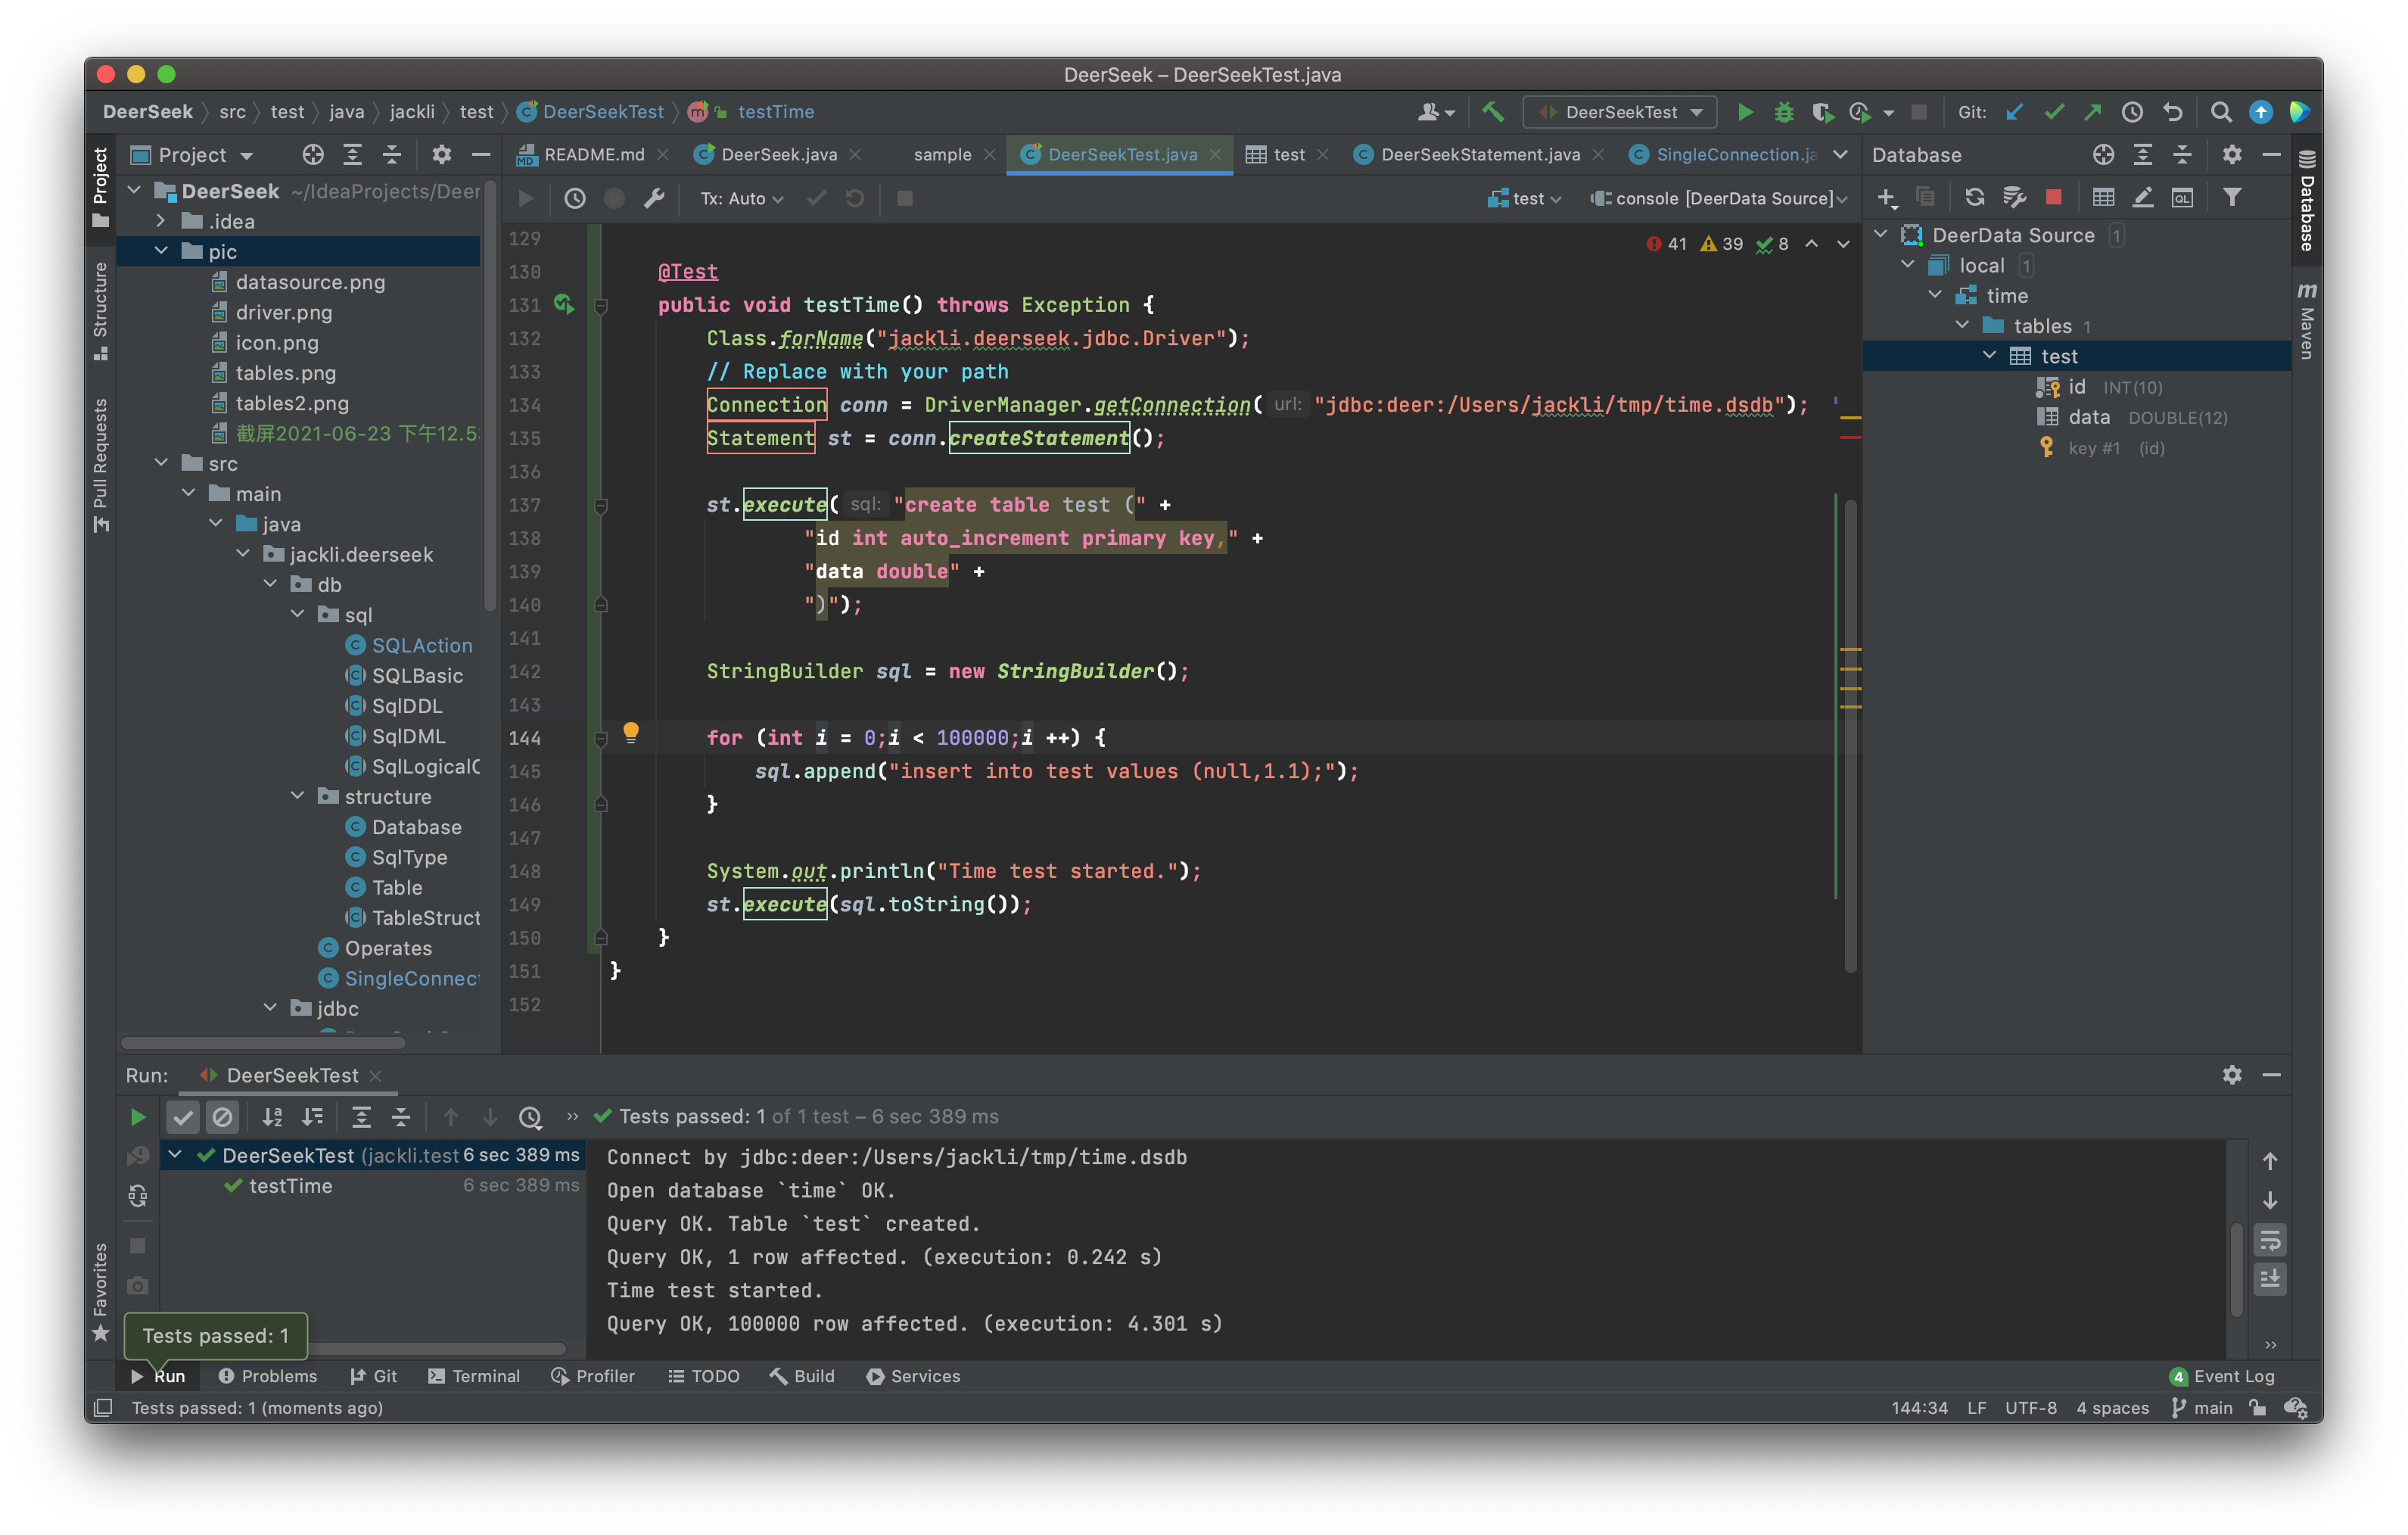 DeerSeek – DeerSeekTest.java
DeerSeek src test java jackli test DeerSeekTest testTime
DeerSeekTest Git:
Project
Structure
Pull Requests
Favorites
Project
DeerSeek ~/IdeaProjects/Deer
.idea
pic
datasource.png
driver.png
icon.png
tables.png
tables2.png
截屏2021-06-23 下午12.5
src
main
java
jackli.deerseek
db
sql
SQLAction
SQLBasic
SqlDDL
SqlDML
SqlLogicalC
structure
Database
SqlType
Table
TableStruct
Operates
SingleConnec
jdbc
README.md DeerSeek.java sample DeerSeekTest.java test DeerSeekStatement.java SingleConnection.ja
Tx: Auto test console [DeerData Source]
41 39 8
129
130 @Test
131 public void testTime() throws Exception {
132 Class.forName("jackli.deerseek.jdbc.Driver");
133 // Replace with your path
134 Connection conn = DriverManager.getConnection( url: "jdbc:deer:/Users/jackli/tmp/time.dsdb");
135 Statement st = conn.createStatement();
136
137 st.execute( sql: "create table test (" +
138 "id int auto_increment primary key," +
139 "data double" +
140 ")");
141
142 StringBuilder sql = new StringBuilder();
143
144 for (int i = 0;i < 100000;i ++) {
145 sql.append("insert into test values (null,1.1);");
146 }
147
148 System.out.println("Time test started.");
149 st.execute(sql.toString());
150 }
151 }
152
Database
QL
DeerData Source 1
local 1
time
tables 1
test
id INT(10)
data DOUBLE(12)
key #1 (id)
Database
Maven
Run: DeerSeekTest
Tests passed: 1 of 1 test – 6 sec 389 ms
DeerSeekTest (jackli.test 6 sec 389 ms
testTime 6 sec 389 ms
Connect by jdbc:deer:/Users/jackli/tmp/time.dsdb
Open database `time` OK.
Query OK. Table `test` created.
Query OK, 1 row affected. (execution: 0.242 s)
Time test started.
Query OK, 100000 row affected. (execution: 4.301 s)
Tests passed: 1
Run Problems Git Terminal Profiler TODO Build Services 4 Event Log
Tests passed: 1 (moments ago) 144:34 LF UTF-8 4 spaces main